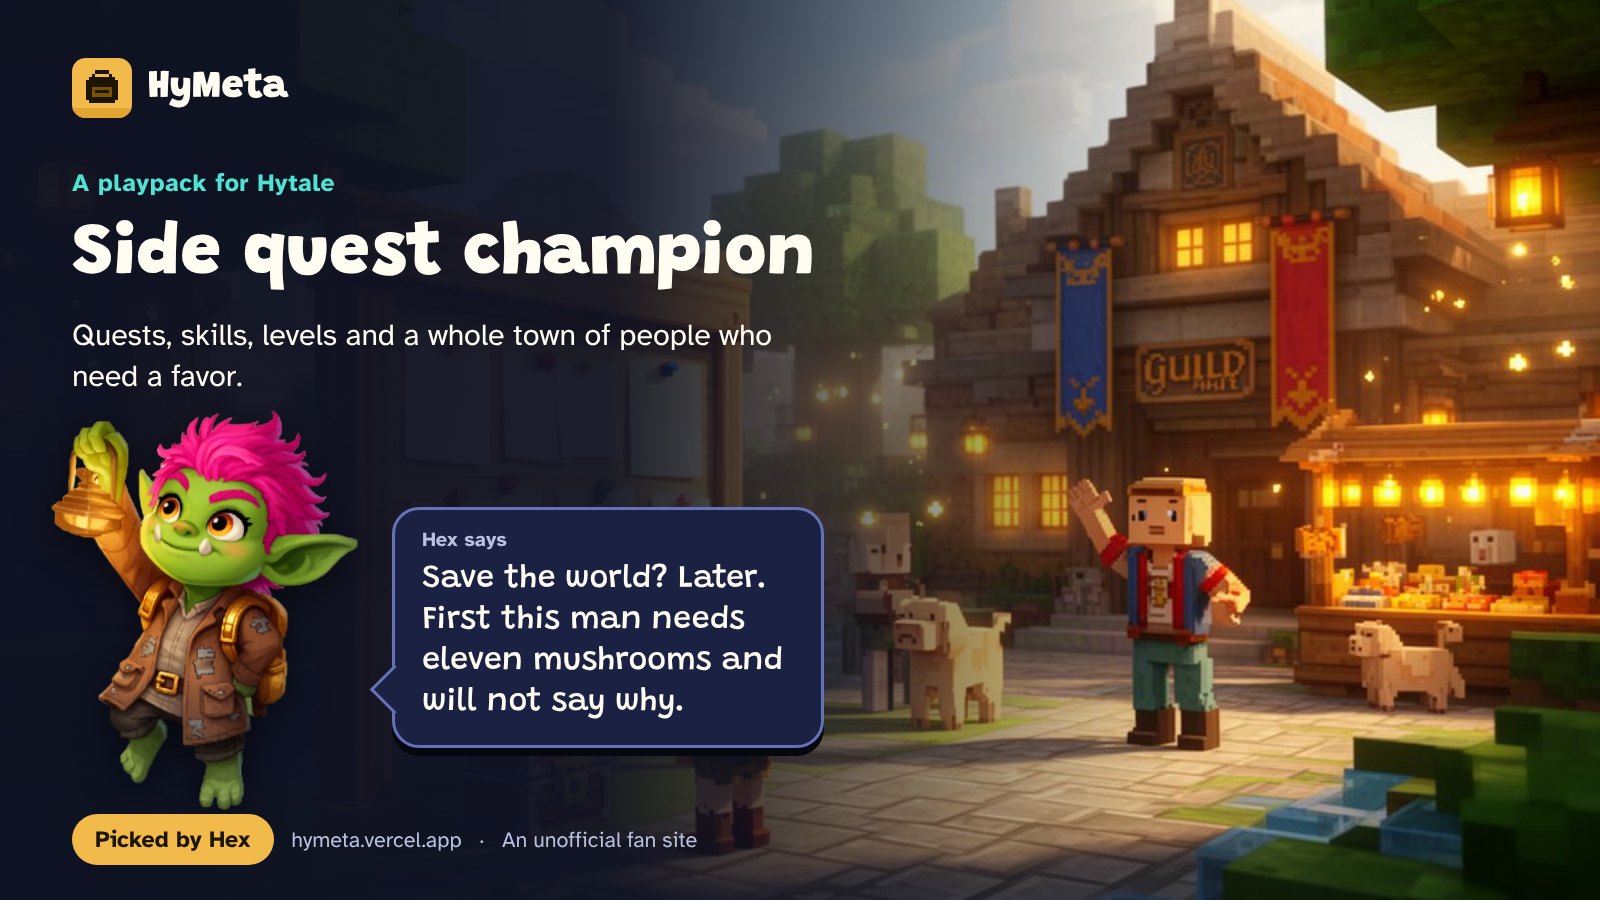 HyMeta
A playpack for Hytale
Side quest champion
Quests, skills, levels and a whole town of people who
need a favor.
GUILD
Hex says
Save the world? Later.
First this man needs
eleven mushrooms and
will not say why.
Picked by Hex
hymeta.vercel.app · An unofficial fan site